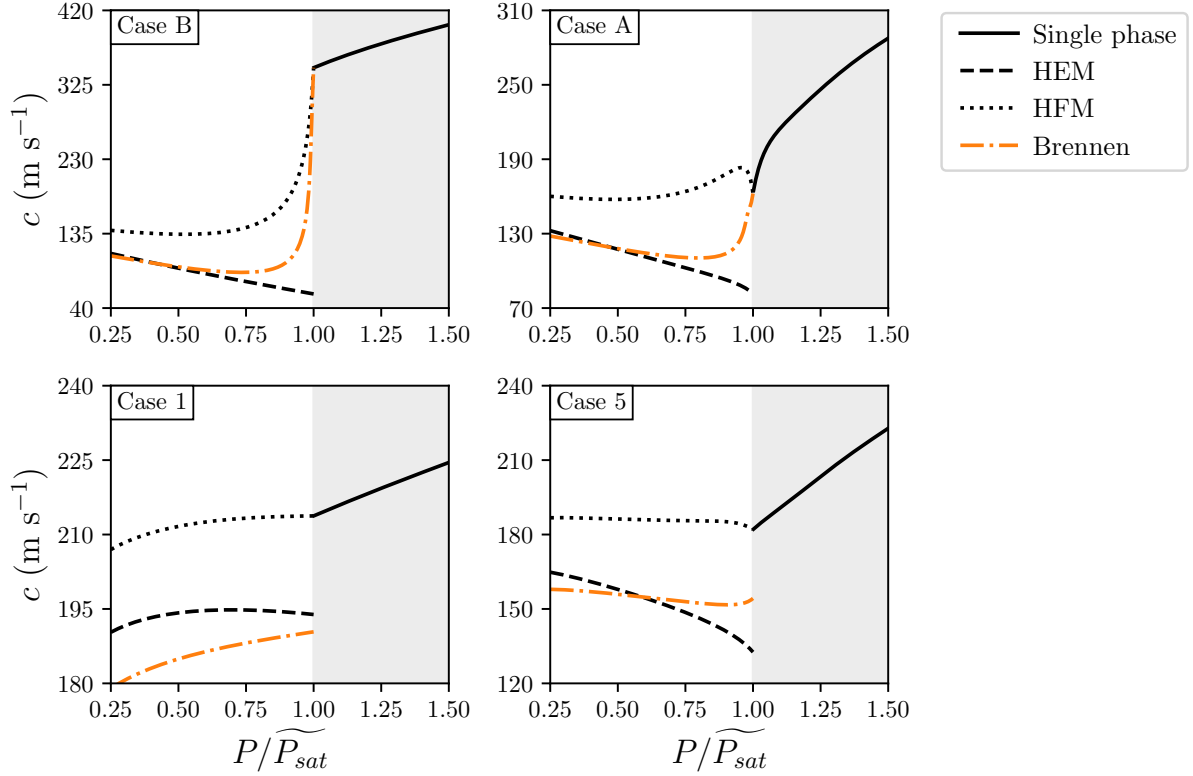 Case B
420
325
230
135
40
c (m s⁻¹)
0.25 0.50 0.75 1.00 1.25 1.50
Case A
310
250
190
130
70
0.25 0.50 0.75 1.00 1.25 1.50
Single phase
HEM
HFM
Brennen
Case 1
240
225
210
195
180
c (m s⁻¹)
0.25 0.50 0.75 1.00 1.25 1.50
P/P̃_sat
Case 5
240
210
180
150
120
0.25 0.50 0.75 1.00 1.25 1.50
P/P̃_sat